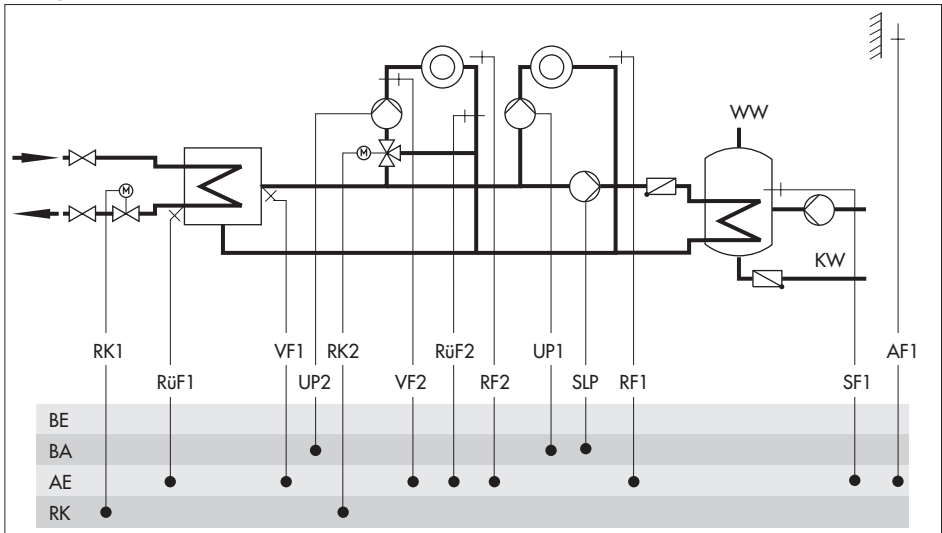 WW
M
M
KW
RK1 VF1 RK2 RüF2 UP1 AF1
RüF1 UP2 VF2 RF2 SLP RF1 SF1
BE
BA
AE
RK